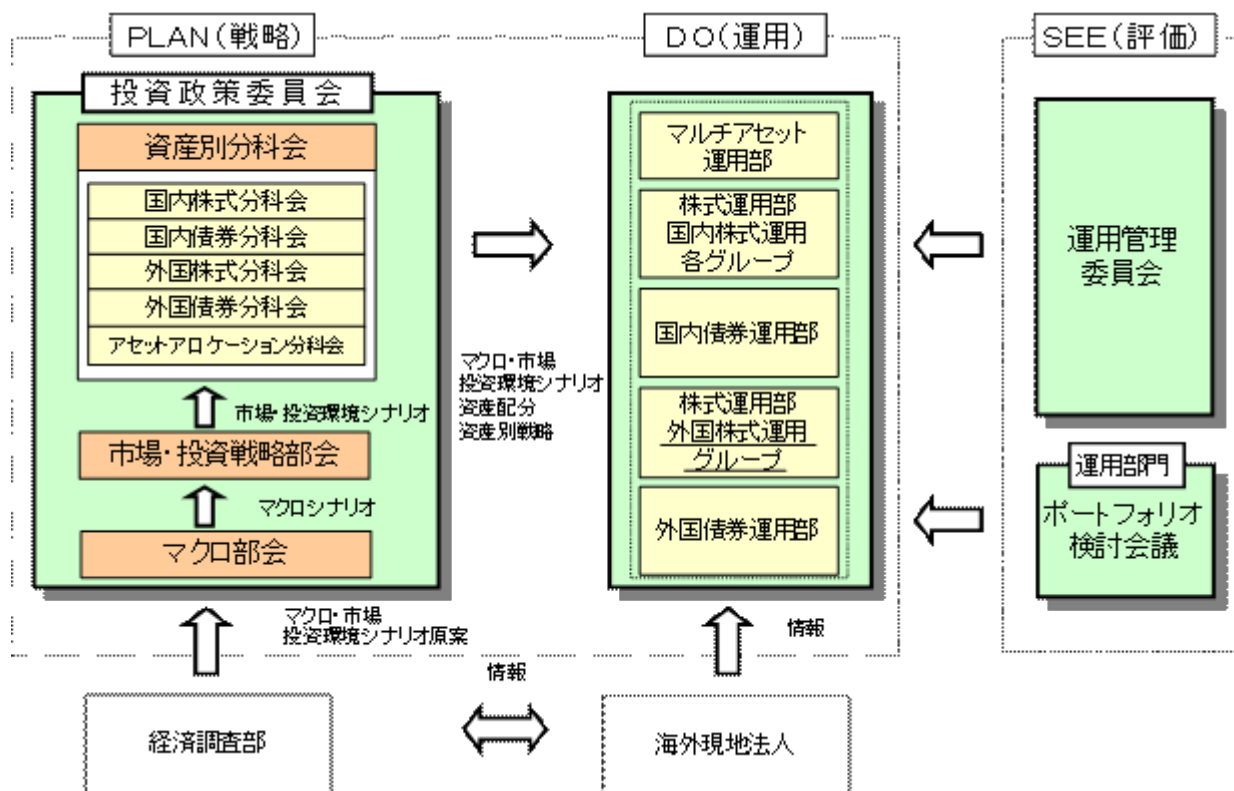 PLAN(戦略)
投資政策委員会
資産別分科会
国内株式分科会
国内債券分科会
外国株式分科会
外国債券分科会
アセットアロケーション分科会
市場・投資環境シナリオ
市場・投資戦略部会
マクロシナリオ
マクロ部会
マクロ・市場
投資環境シナリオ原案
経済調査部
マクロ・市場
投資環境シナリオ
資産配分
資産別戦略
DO(運用)
マルチアセット
運用部
株式運用部
国内株式運用
各グループ
国内債券運用部
株式運用部
外国株式運用
グループ
外国債券運用部
情報
情報
海外現地法人
SEE(評価)
運用管理
委員会
運用部門
ポートフォリオ
検討会議